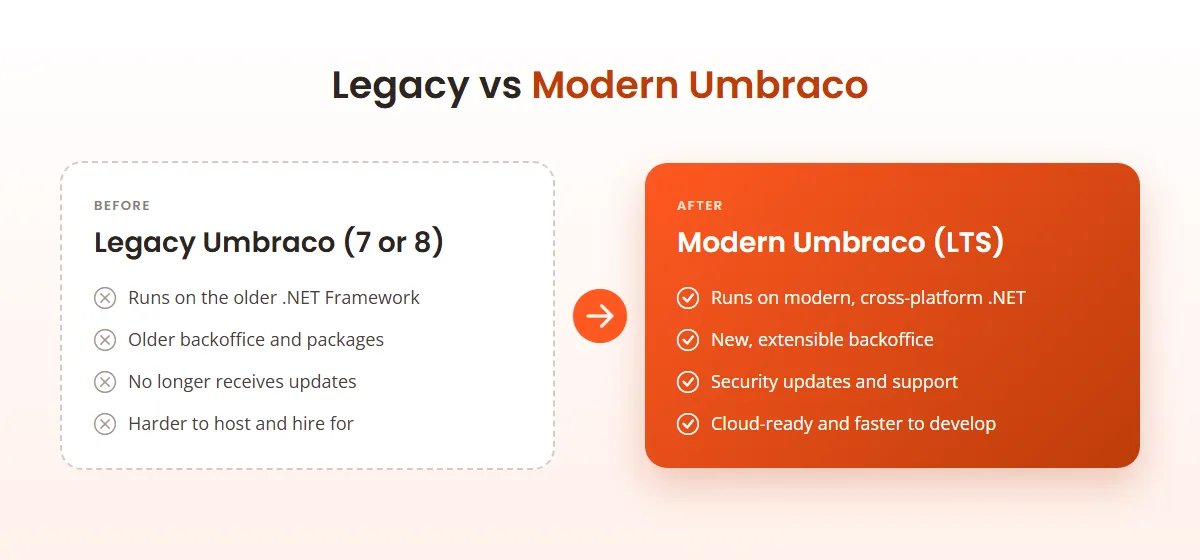 Legacy vs Modern Umbraco
BEFORE
Legacy Umbraco (7 or 8)
Runs on the older .NET Framework
Older backoffice and packages
No longer receives updates
Harder to host and hire for
AFTER
Modern Umbraco (LTS)
Runs on modern, cross-platform .NET
New, extensible backoffice
Security updates and support
Cloud-ready and faster to develop